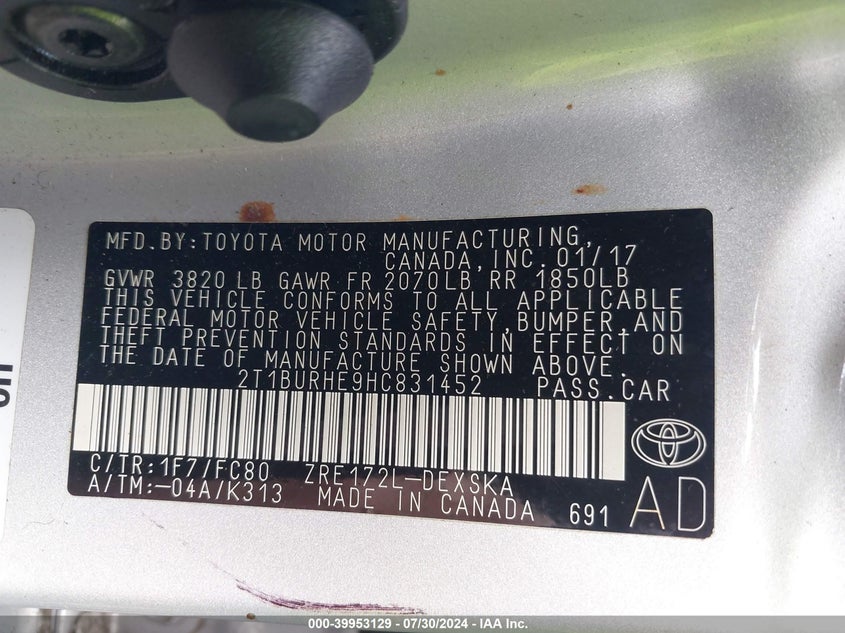 MFD.BY:TOYOTA MOTOR MANUFACTURING,
CANADA,INC.01/17
GVWR 3820 LB GAWR FR 2070LB RR 1850LB
THIS VEHICLE CONFORMS TO ALL APPLICABLE
FEDERAL MOTOR VEHICLE SAFETY,BUMPER,AND
THEFT PREVENTION STANDARDS IN EFFECT ON
THE DATE OF MANUFACTURE SHOWN ABOVE.
2T1BURHE9HC831452 PASS.CAR
C/TR:1F7/FC80 ZRE172L-DEXSKA
A/TM:-04A/K313 MADE IN CANADA 691 AD
000-39953129 - 07/30/2024 - IAA Inc.